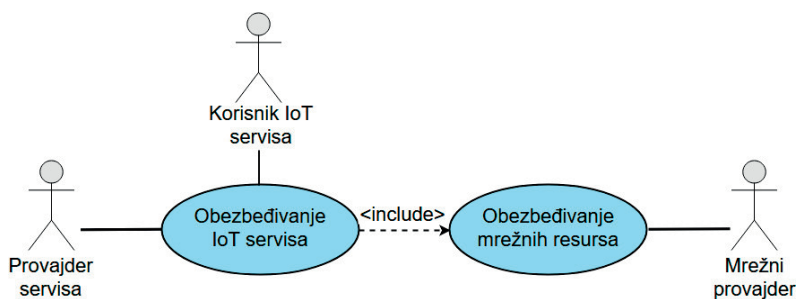 Korisnik IoT
servisa
Obezbeđivanje
IoT servisa
<include>
Obezbeđivanje
mrežnih resursa
Provajder
servisa
Mrežni
provajder